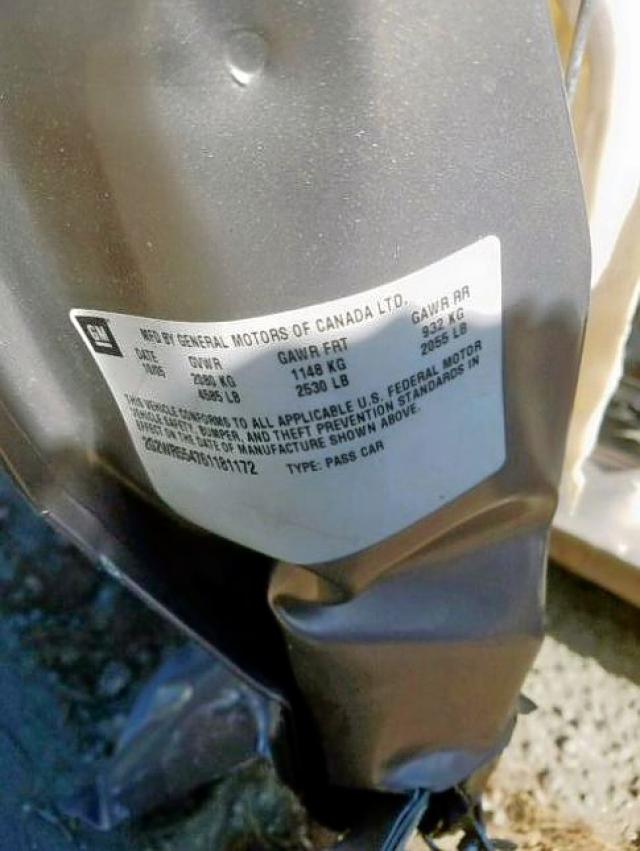 GM MFD BY GENERAL MOTORS OF CANADA LTD.
DATE GVWR GAWR FRT GAWR RR
10/05 2080 KG 1148 KG 932 KG
4585 LB 2530 LB 2055 LB
THIS VEHICLE CONFORMS TO ALL APPLICABLE U.S. FEDERAL MOTOR
VEHICLE SAFETY, BUMPER, AND THEFT PREVENTION STANDARDS IN
EFFECT ON THE DATE OF MANUFACTURE SHOWN ABOVE.
2G2WR554761181172 TYPE: PASS CAR